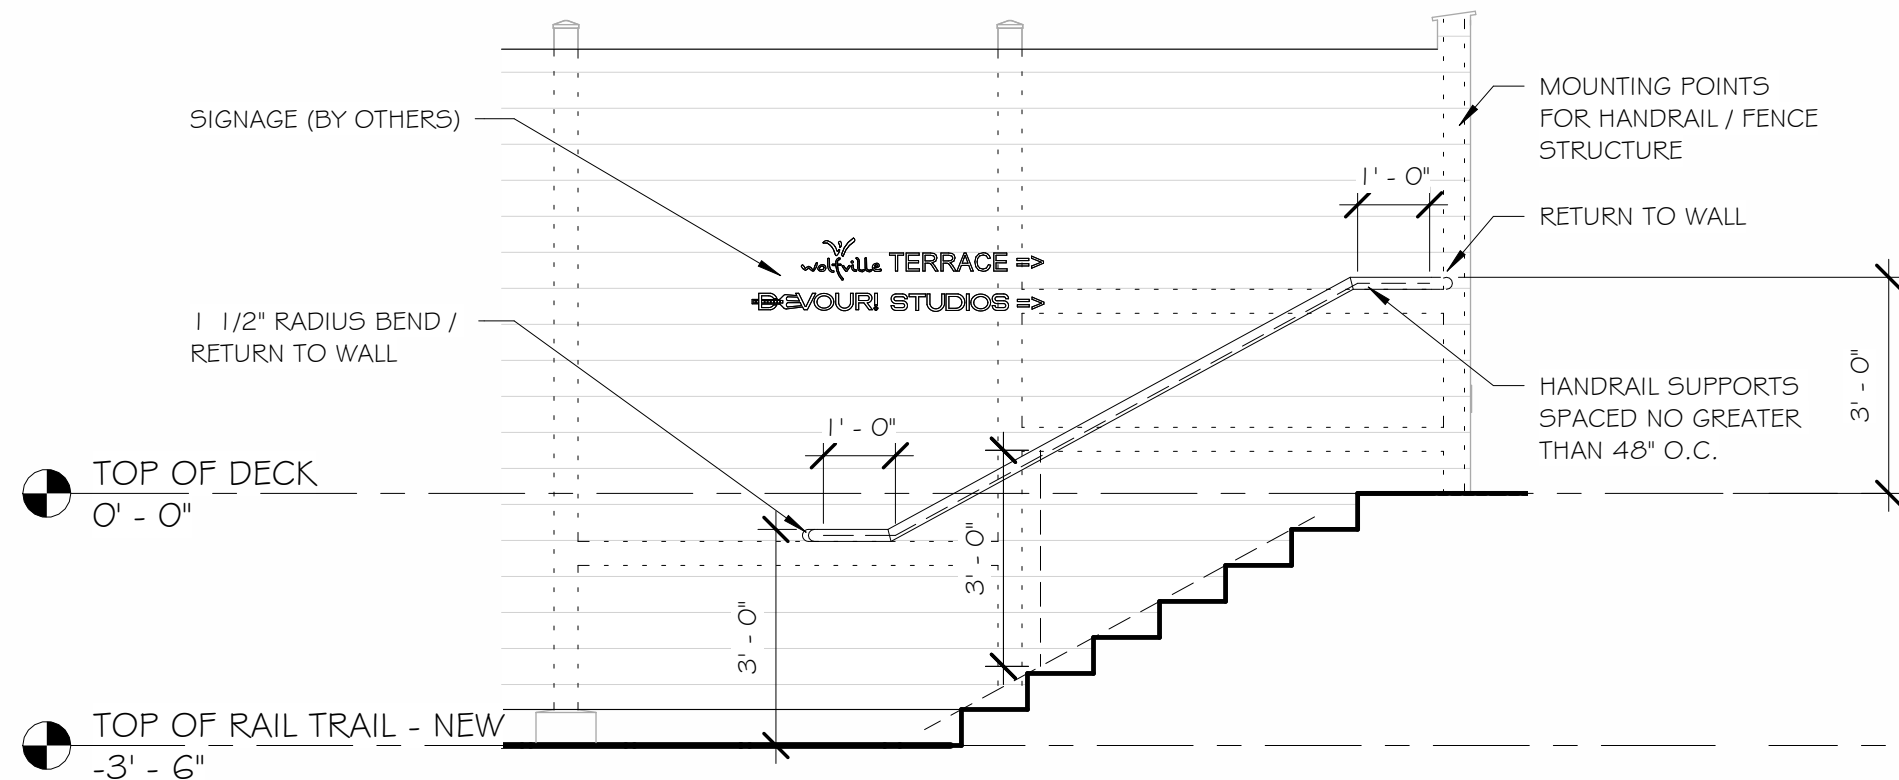 SIGNAGE (BY OTHERS)
MOUNTING POINTS
FOR HANDRAIL / FENCE
STRUCTURE
1' - 0"
RETURN TO WALL
wolfville TERRACE =>
DEVOUR! STUDIOS =>
1 1/2" RADIUS BEND /
RETURN TO WALL
3' - 0"
HANDRAIL SUPPORTS
SPACED NO GREATER
THAN 48" O.C.
1' - 0"
TOP OF DECK
0' - 0"
3' - 0"
3' - 0"
TOP OF RAIL TRAIL - NEW
-3' - 6"